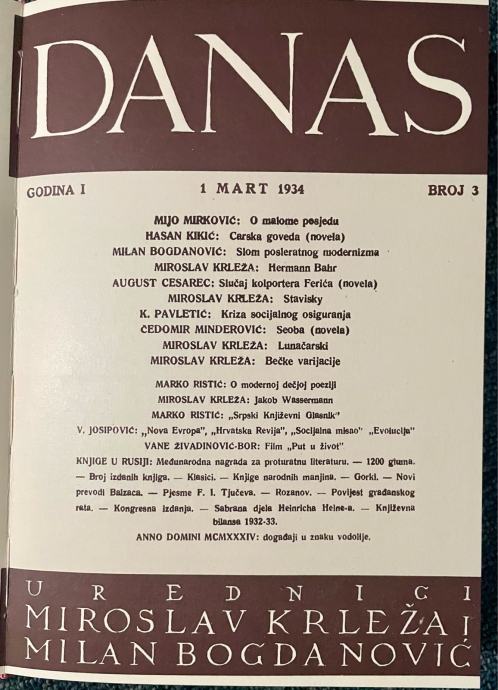 DANAS
GODINA I 1 MART 1934 BROJ 3
MIJO MIRKOVIĆ: O malome posjedu
HASAN KIKIĆ: Carska goveda (novela)
MILAN BOGDANOVIĆ: Slom posleratnog modernizma
MIROSLAV KRLEŽA: Hermann Bahr
AUGUST CESAREC: Slučaj kolportera Ferića (novela)
MIROSLAV KRLEŽA: Stavisky
K. PAVLETIĆ: Kriza socijalnog osiguranja
ČEDOMIR MINDEROVIĆ: Seoba (novela)
MIROSLAV KRLEŽA: Lunačarski
MIROSLAV KRLEŽA: Bečke varijacije
MARKO RISTIĆ: O modernoj dečjoj poeziji
MIROSLAV KRLEŽA: Jakob Wassermann
MARKO RISTIĆ: „Srpski Književni Glasnik"
V. JOSIPOVIĆ: „Nova Evropa", „Hrvatska Revija", „Socijalna misao" „Evolucija"
VANE ŽIVADINOVIĆ-BOR: Film „Put u život"
KNJIGE U RUSIJI: Međunarodna nagrada za proturatnu literaturu. — 1200 giuma.
— Broj izdanih knjiga. — Klasici. — Knjige narodnih manjina. — Gorki. — Novi
prevodi Balzaca. — Pjesme F. I. Tjučeva. — Rozanov. — Povijest građanskog
rata. — Kongresna izdanja. — Sabrana djela Heinricha Heine-a. — Književna
bilansa 1932-33.
ANNO DOMINI MCMXXXIV: događaji u znaku vodolije.
UREDNICI
MIROSLAV KRLEŽA I
MILAN BOGDANOVIĆ